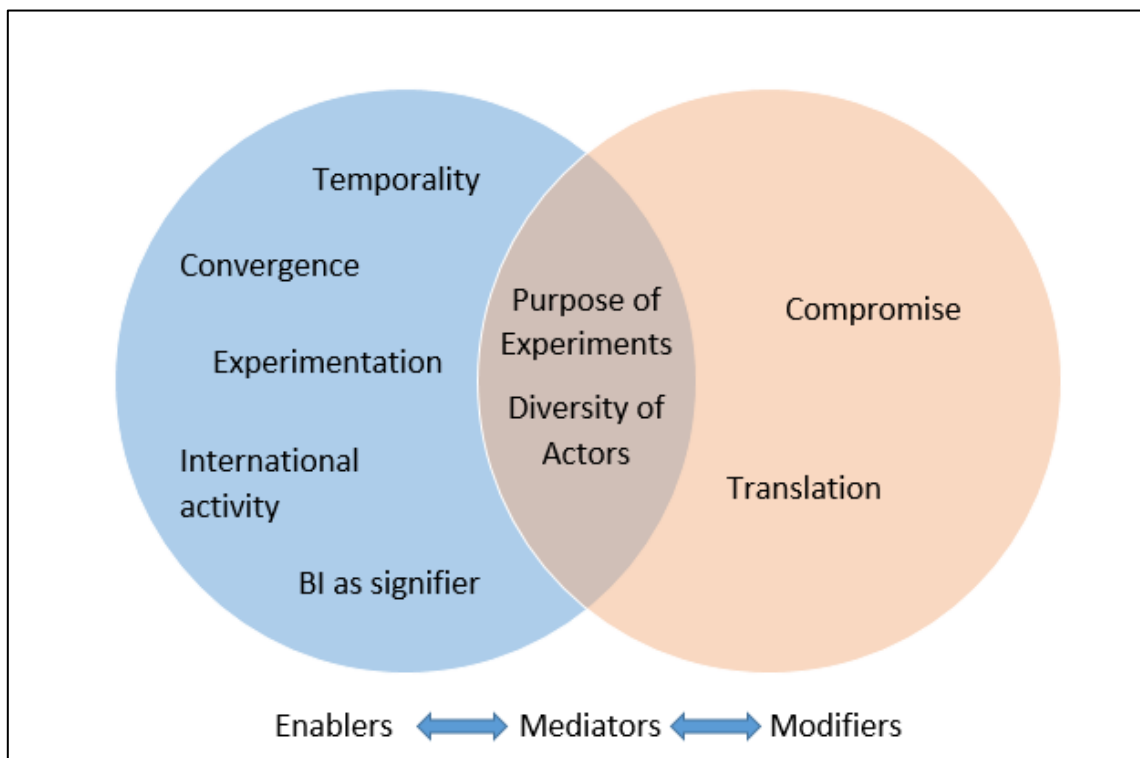 Temporality
Convergence
Experimentation
International
activity
BI as signifier
Purpose of
Experiments
Diversity of
Actors
Compromise
Translation
Enablers Mediators Modifiers